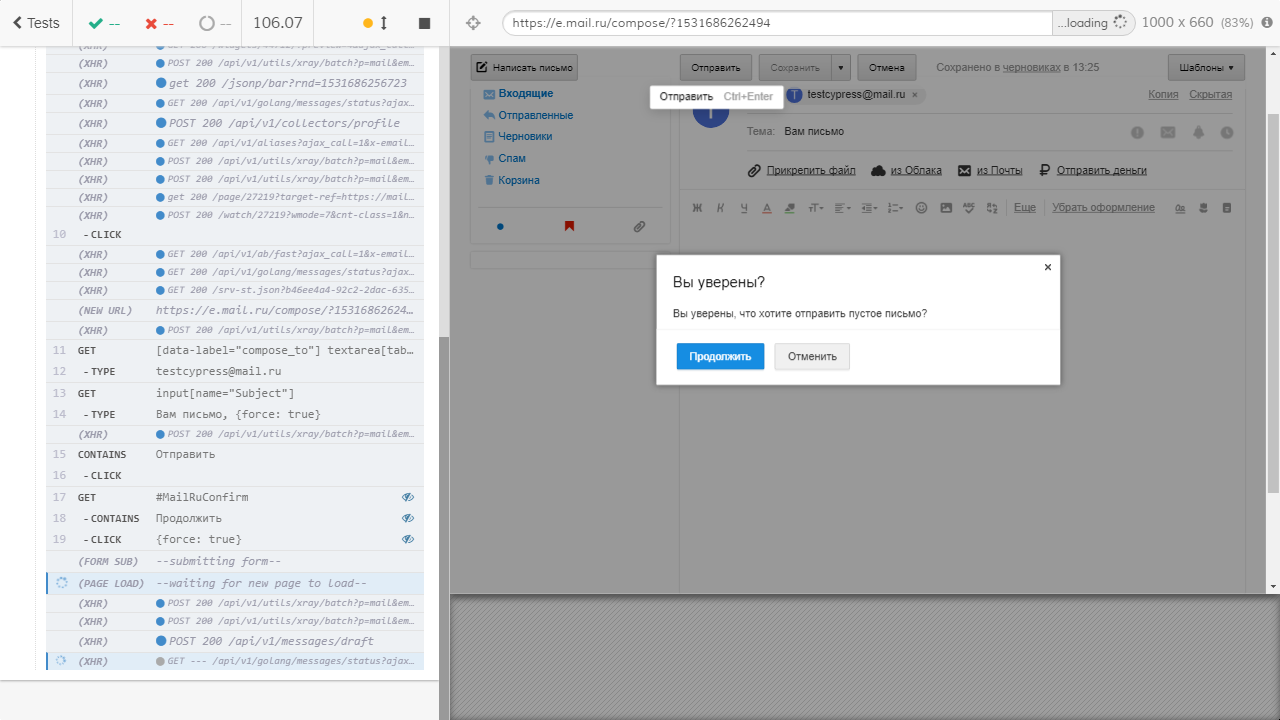 Tests
--
--
--
106.07
https://e.mail.ru/compose/?1531686262494
...loading
1000 x 660 (83%)
(XHR)
(XHR) POST 200 /api/v1/utils/xray/batch?p=mail&em...
(XHR) get 200 /jsonp/bar?rnd=1531686256723
(XHR) GET 200 /api/v1/golang/messages/status?ajax...
(XHR) POST 200 /api/v1/collectors/profile
(XHR) GET 200 /api/v1/aliases?ajax_call=1&x-email...
(XHR) POST 200 /api/v1/utils/xray/batch?p=mail&em...
(XHR) POST 200 /api/v1/utils/xray/batch?p=mail&em...
(XHR) get 200 /page/27219?target-ref=https://mail...
(XHR) POST 200 /watch/27219?wmode=7&cnt-class=1&n...
10 - CLICK
(XHR) GET 200 /api/v1/ab/fast?ajax_call=1&x-email...
(XHR) GET 200 /api/v1/golang/messages/status?ajax...
(XHR) GET 200 /srv-st.json?b46ee4a4-92c2-2dac-635...
(NEW URL) https://e.mail.ru/compose/?15316862624...
(XHR) POST 200 /api/v1/utils/xray/batch?p=mail&em...
11 GET [data-label="compose_to"] textarea[tab...
12 - TYPE testcypress@mail.ru
13 GET input[name="Subject"]
14 - TYPE Вам письмо, {force: true}
(XHR) POST 200 /api/v1/utils/xray/batch?p=mail&em...
15 CONTAINS Отправить
16 - CLICK
17 GET #MailRuConfirm
18 - CONTAINS Продолжить
19 - CLICK {force: true}
(FORM SUB) --submitting form--
(PAGE LOAD) --waiting for new page to load--
(XHR) POST 200 /api/v1/utils/xray/batch?p=mail&em...
(XHR) POST 200 /api/v1/utils/xray/batch?p=mail&em...
(XHR) POST 200 /api/v1/messages/draft
(XHR) GET --- /api/v1/golang/messages/status?ajax...
Написать письмо
Отправить
Сохранить
Отмена
Сохранено в черновиках в 13:25
Шаблоны
Входящие
Отправленные
Черновики
Спам
Корзина
Отправить Ctrl+Enter
T testcypress@mail.ru ×
Копия Скрытая
Тема: Вам письмо
Прикрепить файл из Облака из Почты Отправить деньги
Ж К Ч А Еще Убрать оформление
Вы уверены?
×
Вы уверены, что хотите отправить пустое письмо?
Продолжить Отменить